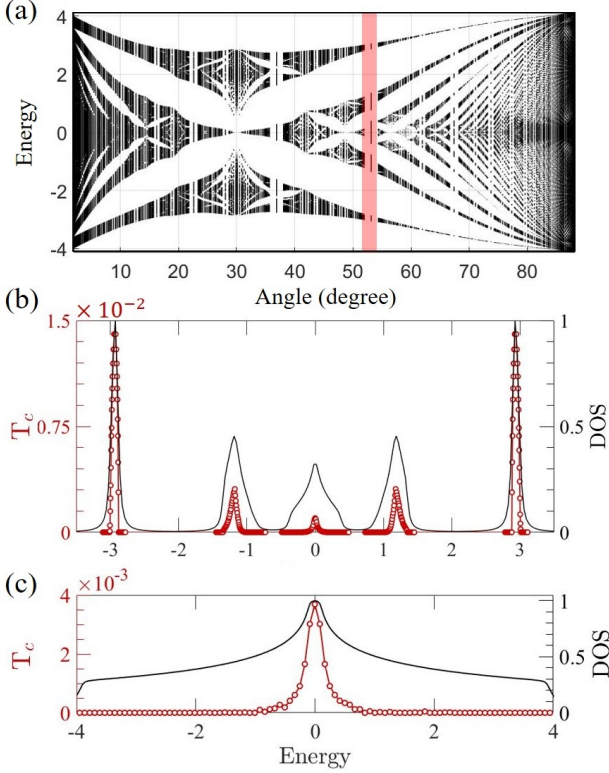 (a)
4
2
0
-2
-4
Energy
10 20 30 40 50 60 70 80
Angle (degree)
(b)
× 10⁻²
1.5
0.75
0
T_c
1
0.5
0
DOS
-3 -2 -1 0 1 2 3
(c)
×10⁻³
4
2
0
T_c
1
0.5
0
DOS
-4 -2 0 2 4
Energy